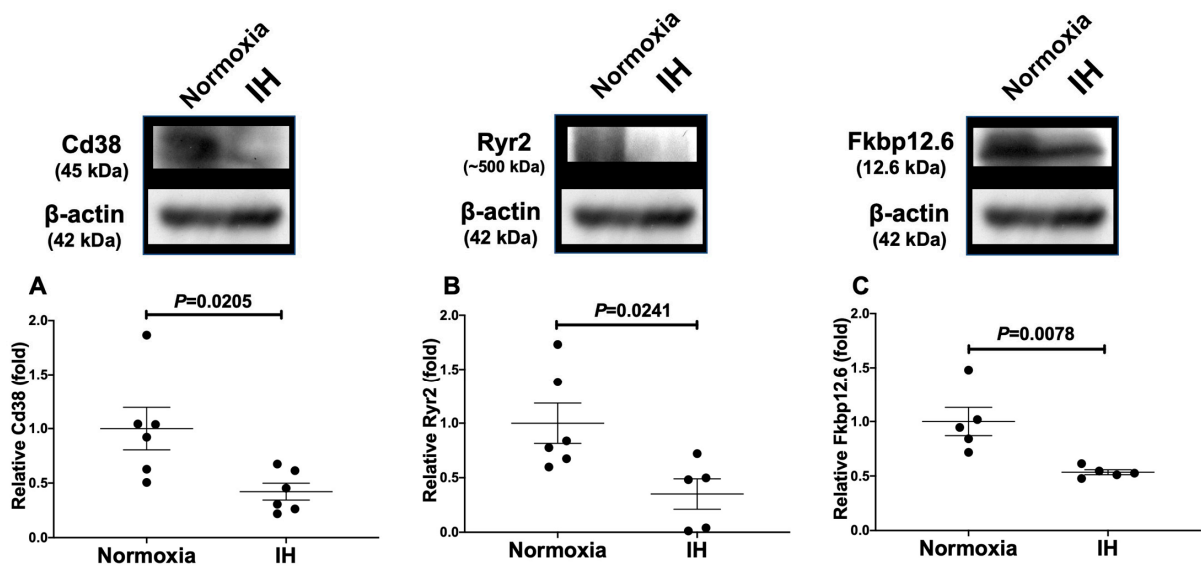 Normoxia
IH
Cd38
(45 kDa)
β-actin
(42 kDa)
Normoxia
IH
Ryr2
(~500 kDa)
β-actin
(42 kDa)
Normoxia
IH
Fkbp12.6
(12.6 kDa)
β-actin
(42 kDa)
A
P=0.0205
Relative Cd38 (fold)
2.0
1.5
1.0
0.5
0.0
Normoxia
IH
B
P=0.0241
Relative Ryr2 (fold)
2.0
1.5
1.0
0.5
0.0
Normoxia
IH
C
P=0.0078
Relative Fkbp12.6 (fold)
2.0
1.5
1.0
0.5
0.0
Normoxia
IH